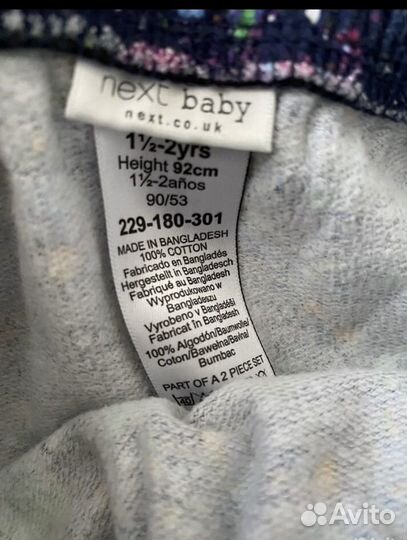 next baby
next.co.uk
1½-2yrs
Height 92cm
1½-2años
90/53
229-180-301
MADE IN BANGLADESH
100% COTTON
Fabricado en Bangladés
Hergestellt in Bangladesch
Fabriqué au Bangladesh
Wyprodukowano w
Bangladeszu
Vyrobeno v Bangladéši
Fabricat în Bangladesh
100% Algodón/Baumwolle/
Coton/Bawełna/Bavlna/
Bumbac
PART OF A 2 PIECE SET
40
Avito